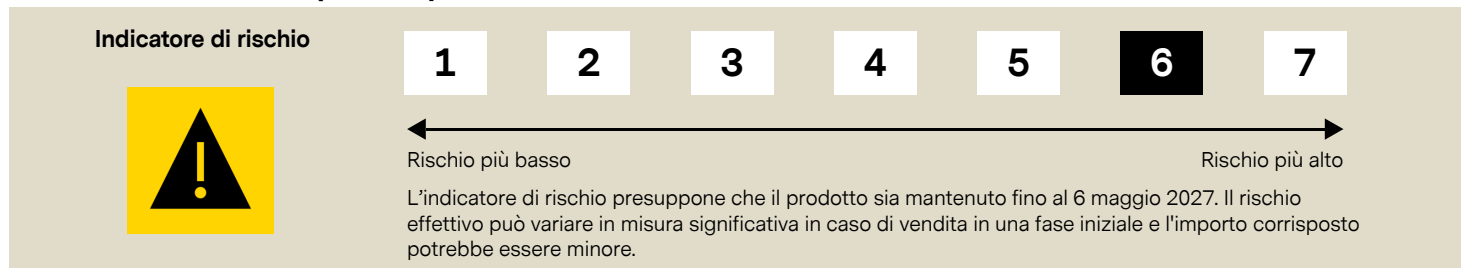 Indicatore di rischio
1 2 3 4 5 6 7
Rischio più basso Rischio più alto
L'indicatore di rischio presuppone che il prodotto sia mantenuto fino al 6 maggio 2027. Il rischio
effettivo può variare in misura significativa in caso di vendita in una fase iniziale e l'importo corrisposto
potrebbe essere minore.